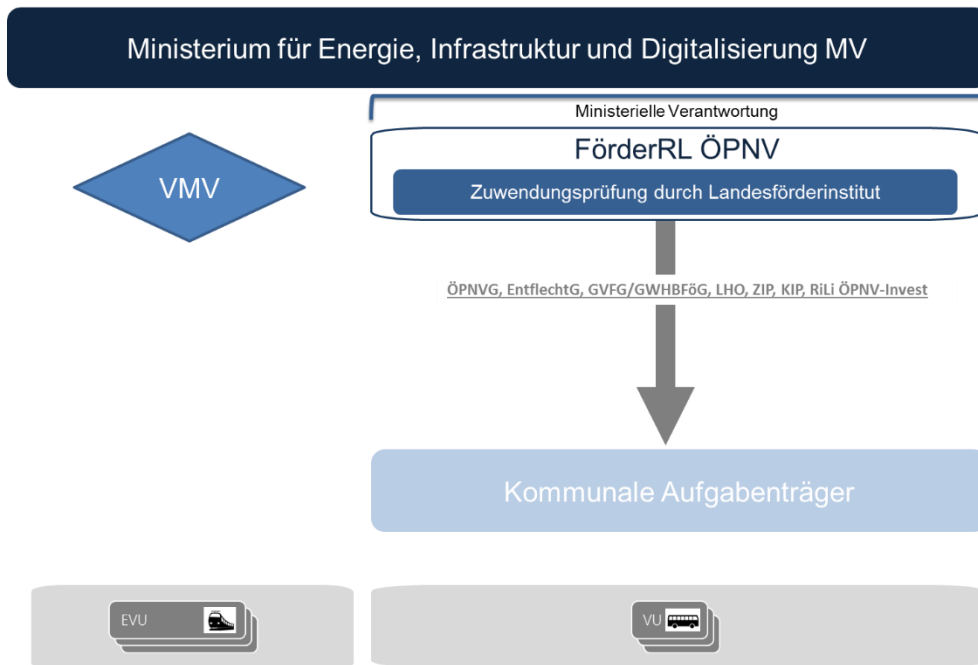 Ministerium für Energie, Infrastruktur und Digitalisierung MV
Ministerielle Verantwortung
FörderRL ÖPNV
VMV
Zuwendungsprüfung durch Landesförderinstitut
ÖPNVG, EntflechtG, GVFG/GWHBFöG, LHO, ZIP, KIP, RiLi ÖPNV-Invest
Kommunale Aufgabenträger
EVU
VU